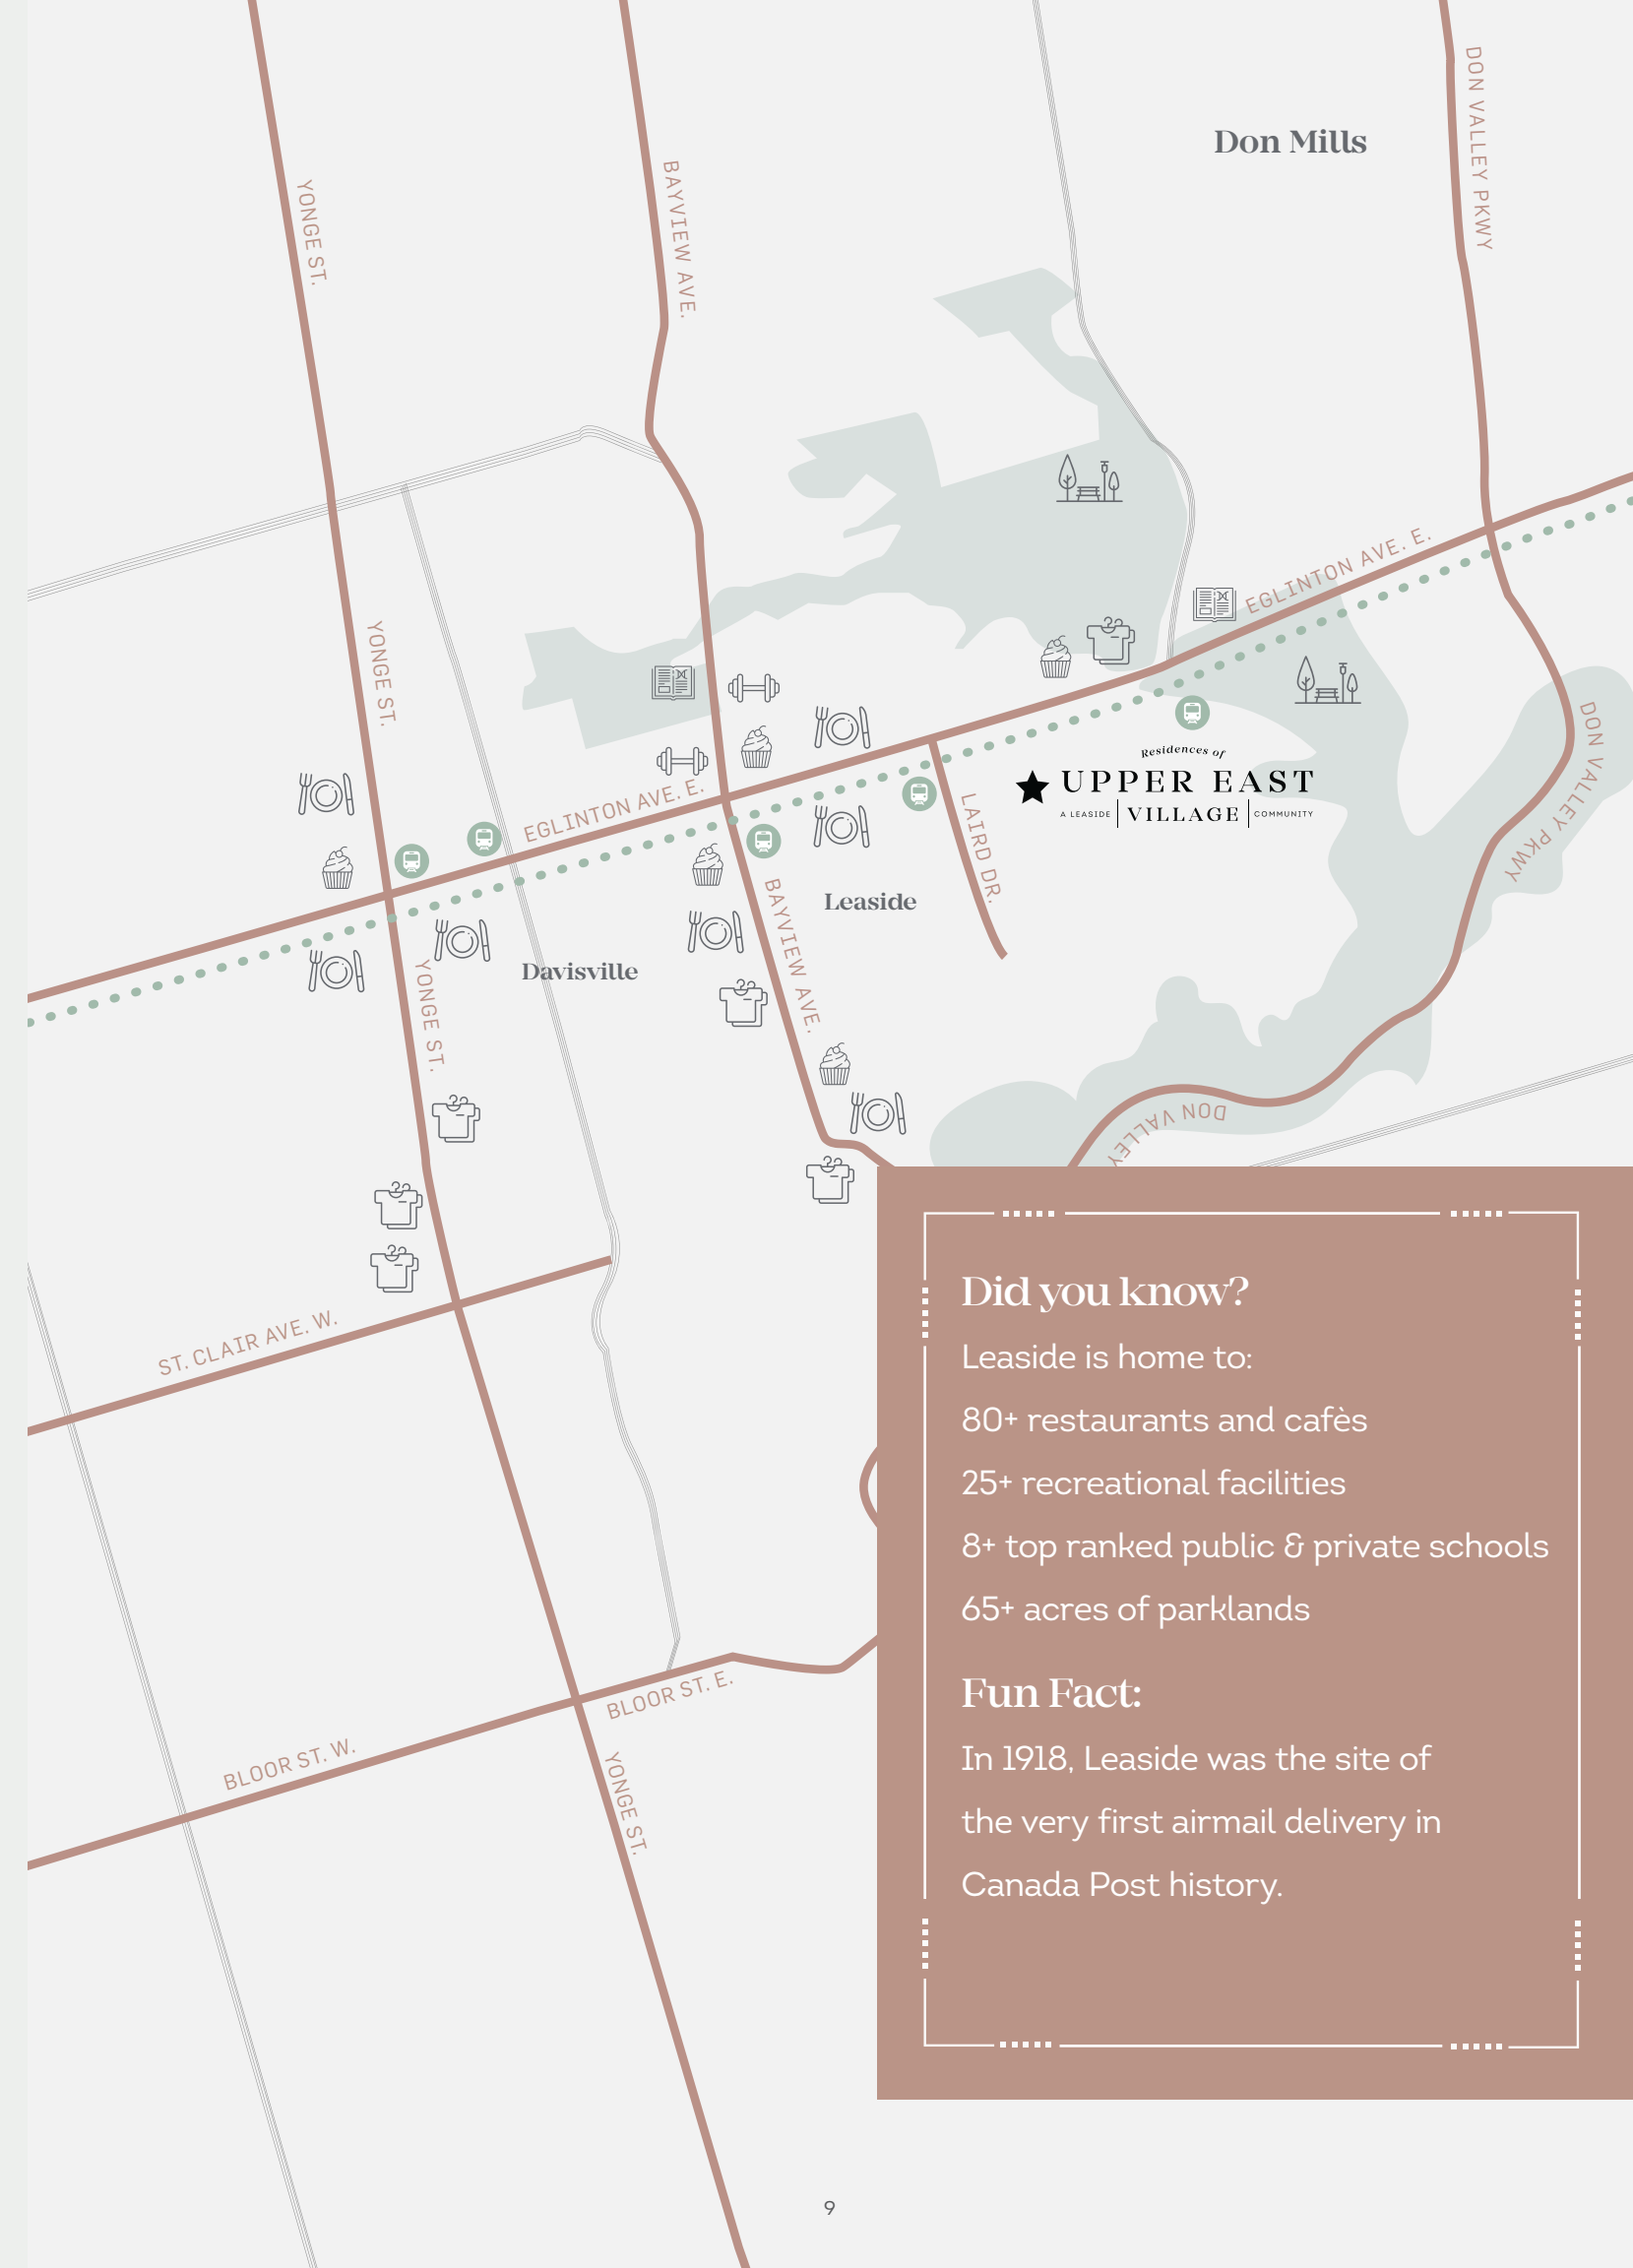 DON VALLEY PKWY
Don Mills
BAYVIEW AVE.
YONGE ST.
EGLINTON AVE. E.
YONGE ST.
DON VALLEY PKWY
Residences of
UPPER EAST
A LEASIDE | VILLAGE | COMMUNITY
EGLINTON AVE. E.
LAIRD DR.
Leaside
BAYVIEW AVE.
Davisville
YONGE ST.
DON VALLEY
ST. CLAIR AVE. W.
Did you know?
Leaside is home to:
80+ restaurants and cafès
25+ recreational facilities
8+ top ranked public & private schools
65+ acres of parklands
Fun Fact:
In 1918, Leaside was the site of
the very first airmail delivery in
Canada Post history.
BLOOR ST. E.
BLOOR ST. W.
YONGE ST.
9